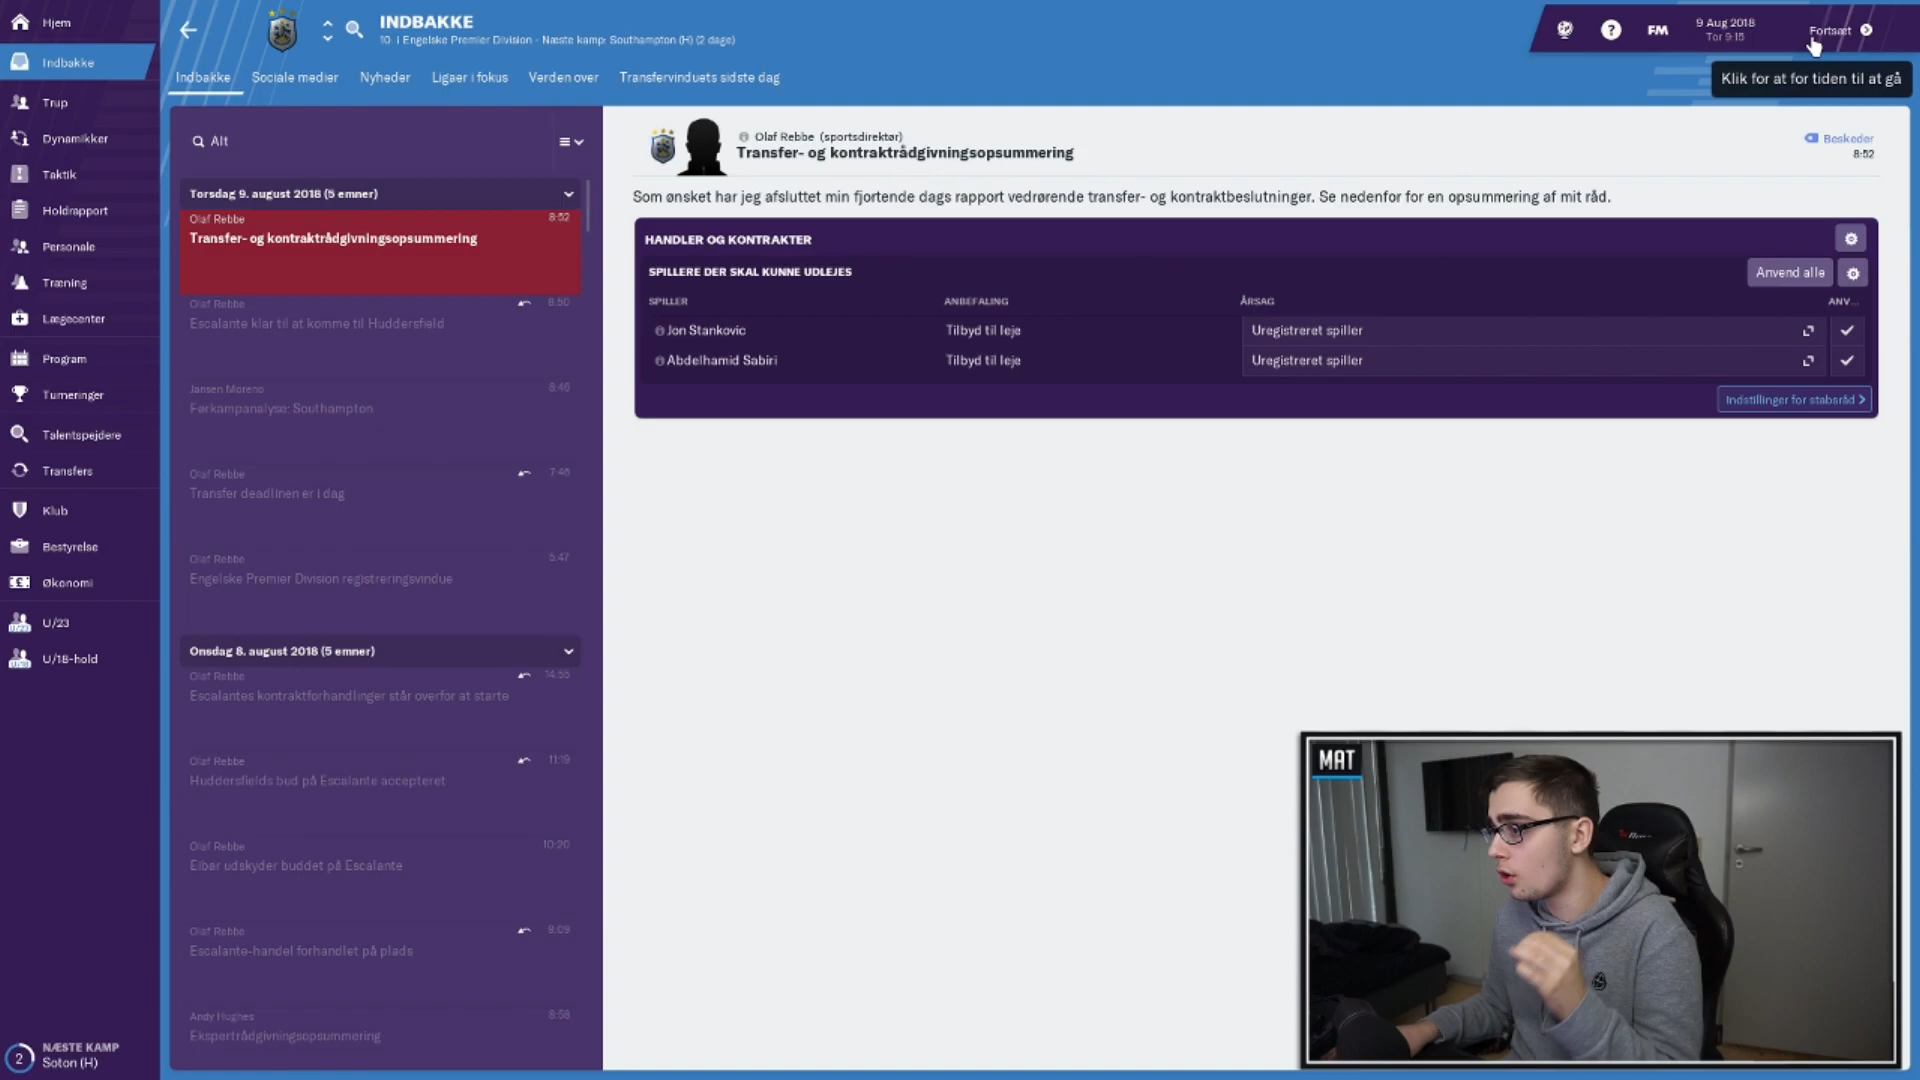 Hjem
Indbakke
Trup
Dynamikker
Taktik
Holdrapport
Personale
Træning
Lægecenter
Program
Turneringer
Talentspejdere
Transfers
Klub
Bestyrelse
Økonomi
U/23
U/18-hold
2
NÆSTE KAMP
Soton (H)
INDBAKKE
10. i Engelske Premier Division - Næste kamp: Southampton (H) (2 dage)
FM
9 Aug 2018
Tor 9:15
Fortsæt
Klik for at for tiden til at gå
Indbakke Sociale medier Nyheder Ligaer i fokus Verden over Transfervinduets sidste dag
Alt
Torsdag 9. august 2018 (5 emner)
Olaf Rebbe 8:52
Transfer- og kontraktrådgivningsopsummering
Olaf Rebbe 8:50
Escalante klar til at komme til Huddersfield
Jansen Moreno 8:46
Førkampanalyse: Southampton
Olaf Rebbe 7:46
Transfer deadlinen er i dag
Olaf Rebbe 5:47
Engelske Premier Division registreringsvindue
Onsdag 8. august 2018 (5 emner)
Olaf Rebbe 14:55
Escalantes kontraktforhandlinger står overfor at starte
Olaf Rebbe 11:19
Huddersfields bud på Escalante accepteret
Olaf Rebbe 10:20
Eibar udskyder buddet på Escalante
Olaf Rebbe 9:09
Escalante-handel forhandlet på plads
Andy Hughes 8:58
Ekspertrådgivningsopsummering
Olaf Rebbe (sportsdirektør)
Transfer- og kontraktrådgivningsopsummering
Beskeder
8:52
Som ønsket har jeg afsluttet min fjortende dags rapport vedrørende transfer- og kontraktbeslutninger. Se nedenfor for en opsummering af mit råd.
HANDLER OG KONTRAKTER
SPILLERE DER SKAL KUNNE UDLEJES
Anvend alle
SPILLER ANBEFALING ÅRSAG ANV...
Jon Stankovic Tilbyd til leje Uregistreret spiller
Abdelhamid Sabiri Tilbyd til leje Uregistreret spiller
Indstillinger for stabsråd
MAT